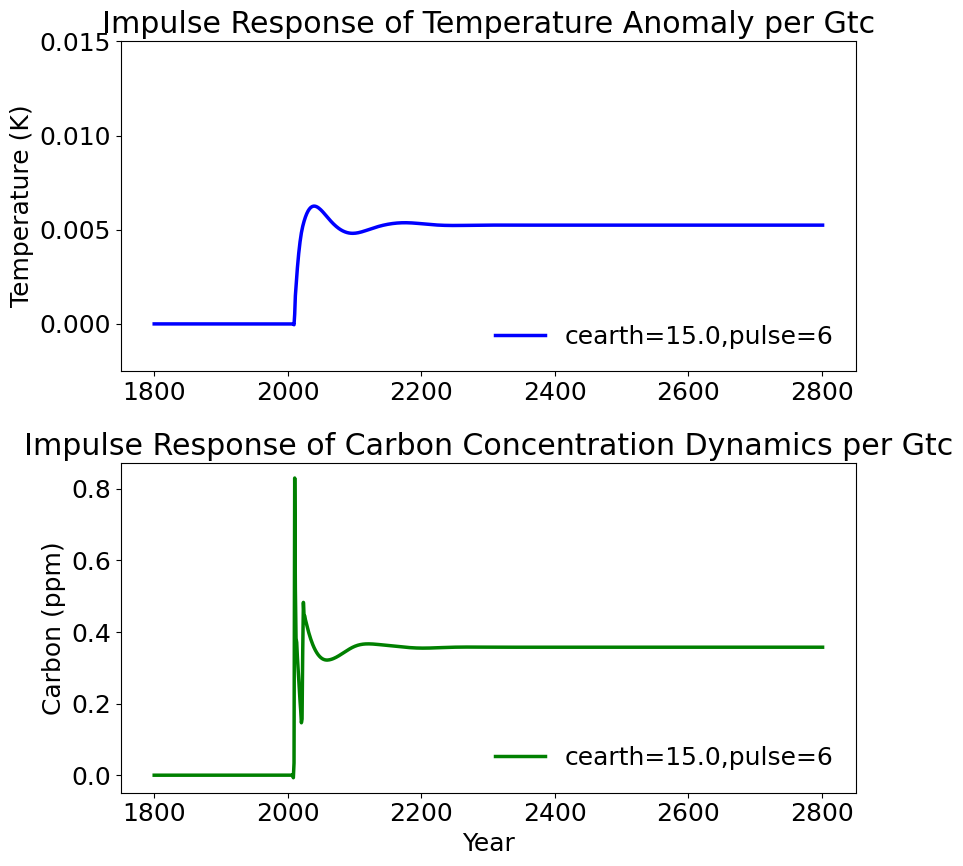 Impulse Response of Temperature Anomaly per Gtc
0.015
0.010
0.005
0.000
Temperature (K)
cearth=15.0,pulse=6
1800 2000 2200 2400 2600 2800
Impulse Response of Carbon Concentration Dynamics per Gtc
0.8
0.6
0.4
0.2
0.0
Carbon (ppm)
cearth=15.0,pulse=6
1800 2000 2200 2400 2600 2800
Year